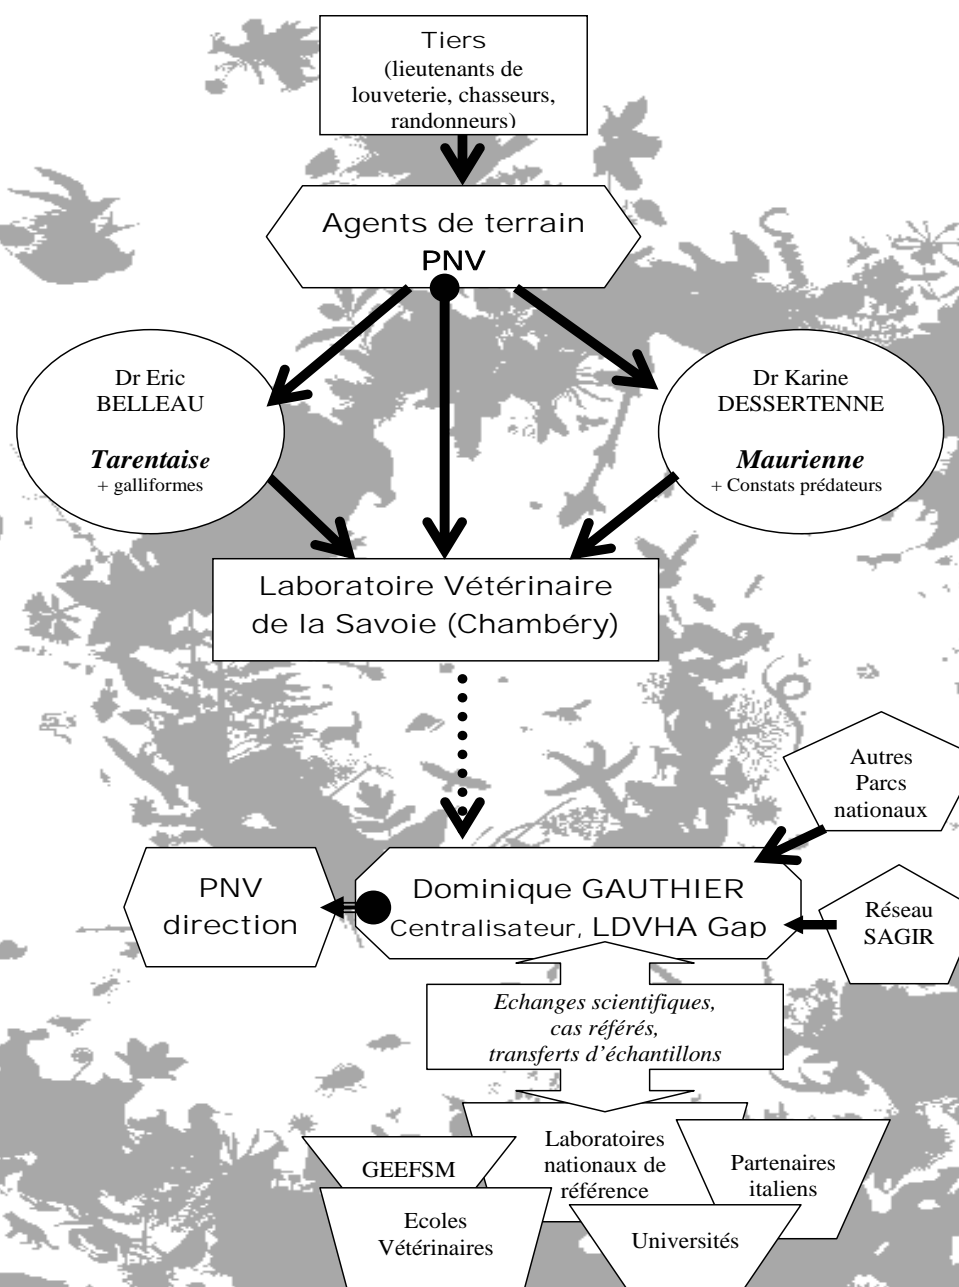 Tiers
(lieutenants de
louveterie, chasseurs,
randonneurs)
Agents de terrain
PNV
Dr Eric
BELLEAU
Tarentaise
+ galliformes
Dr Karine
DESSERTENNE
Maurienne
+ Constats prédateurs
Laboratoire Vétérinaire
de la Savoie (Chambéry)
Autres
Parcs
nationaux
PNV
direction
Dominique GAUTHIER
Centralisateur, LDVHA Gap
Réseau
SAGIR
Echanges scientifiques,
cas référés,
transferts d'échantillons
GEEFSM
Laboratoires
nationaux de
référence
Partenaires
italiens
Ecoles
Vétérinaires
Universités